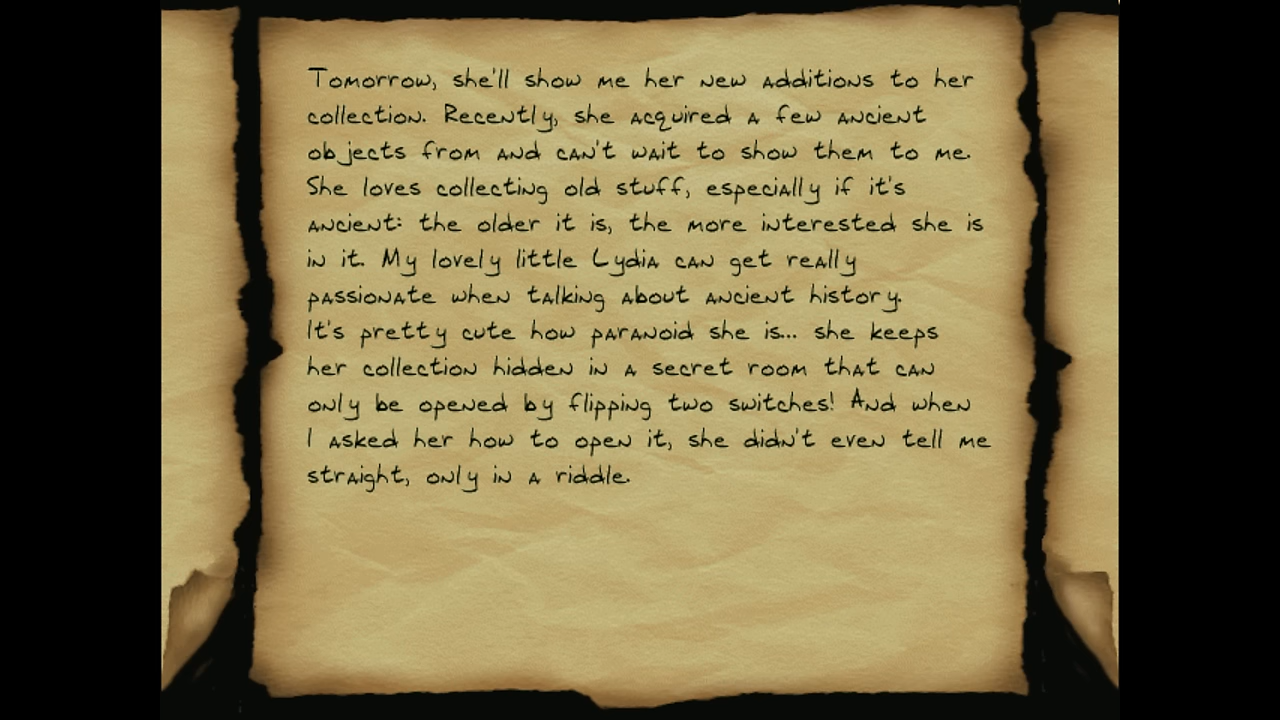 Tomorrow, she'll show me her new additions to her
collection. Recently, she acquired a few ancient
objects from and can't wait to show them to me.
She loves collecting old stuff, especially if it's
ancient: the older it is, the more interested she is
in it. My lovely little Lydia can get really
passionate when talking about ancient history.
It's pretty cute how paranoid she is... she keeps
her collection hidden in a secret room that can
only be opened by flipping two switches! And when
I asked her how to open it, she didn't even tell me
straight, only in a riddle.